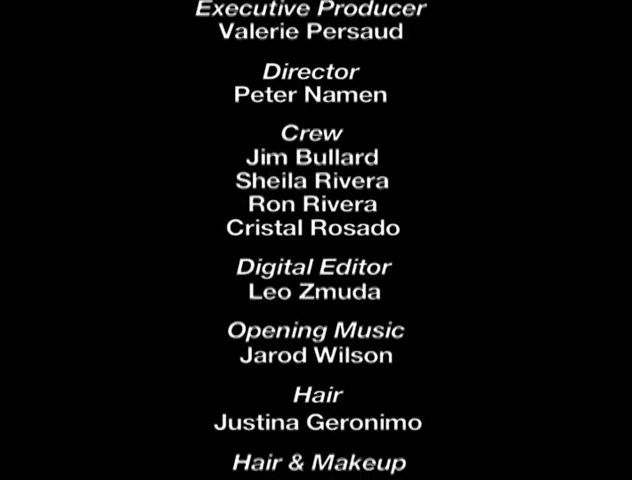 Executive Producer
Valerie Persaud
Director
Peter Namen
Crew
Jim Bullard
Sheila Rivera
Ron Rivera
Cristal Rosado
Digital Editor
Leo Zmuda
Opening Music
Jarod Wilson
Hair
Justina Geronimo
Hair & Makeup